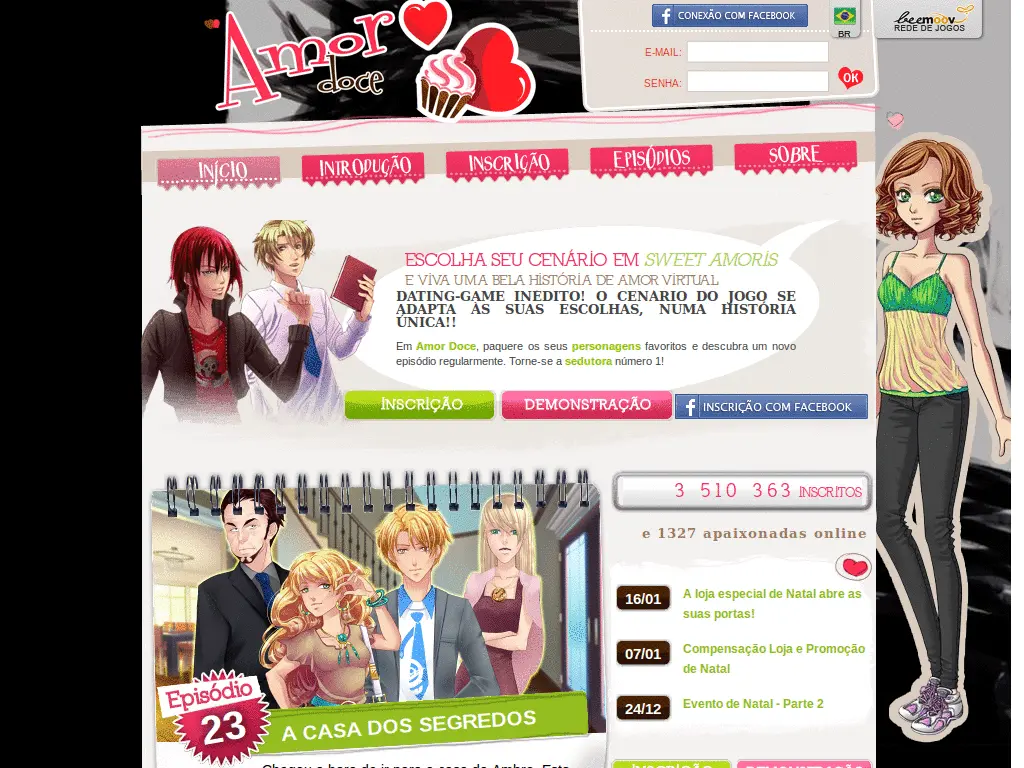 Amor
doce
CONEXÃO COM FACEBOOK
BR
beemoov
REDE DE JOGOS
E-MAIL:
SENHA:
OK
INÍCIO
INTRODUÇÃO
INSCRIÇÃO
EPISÓDIOS
SOBRE
ESCOLHA SEU CENÁRIO EM SWEET AMORIS
E VIVA UMA BELA HISTÓRIA DE AMOR VIRTUAL
DATING-GAME INEDITO! O CENARIO DO JOGO SE
ADAPTA ÀS SUAS ESCOLHAS, NUMA HISTÓRIA
ÚNICA!!
Em Amor Doce, paquere os seus personagens favoritos e descubra um novo
episódio regularmente. Torne-se a sedutora número 1!
INSCRIÇÃO
DEMONSTRAÇÃO
INSCRIÇÃO COM FACEBOOK
3 510 363 INSCRITOS
e 1327 apaixonadas online
16/01
A loja especial de Natal abre as
suas portas!
07/01
Compensação Loja e Promoção
de Natal
24/12
Evento de Natal - Parte 2
Episódio
23
A CASA DOS SEGREDOS
Chegou a hora de ir para a casa da Ambre. Esta
INSCRIÇÃO
DEMONSTRAÇÃO